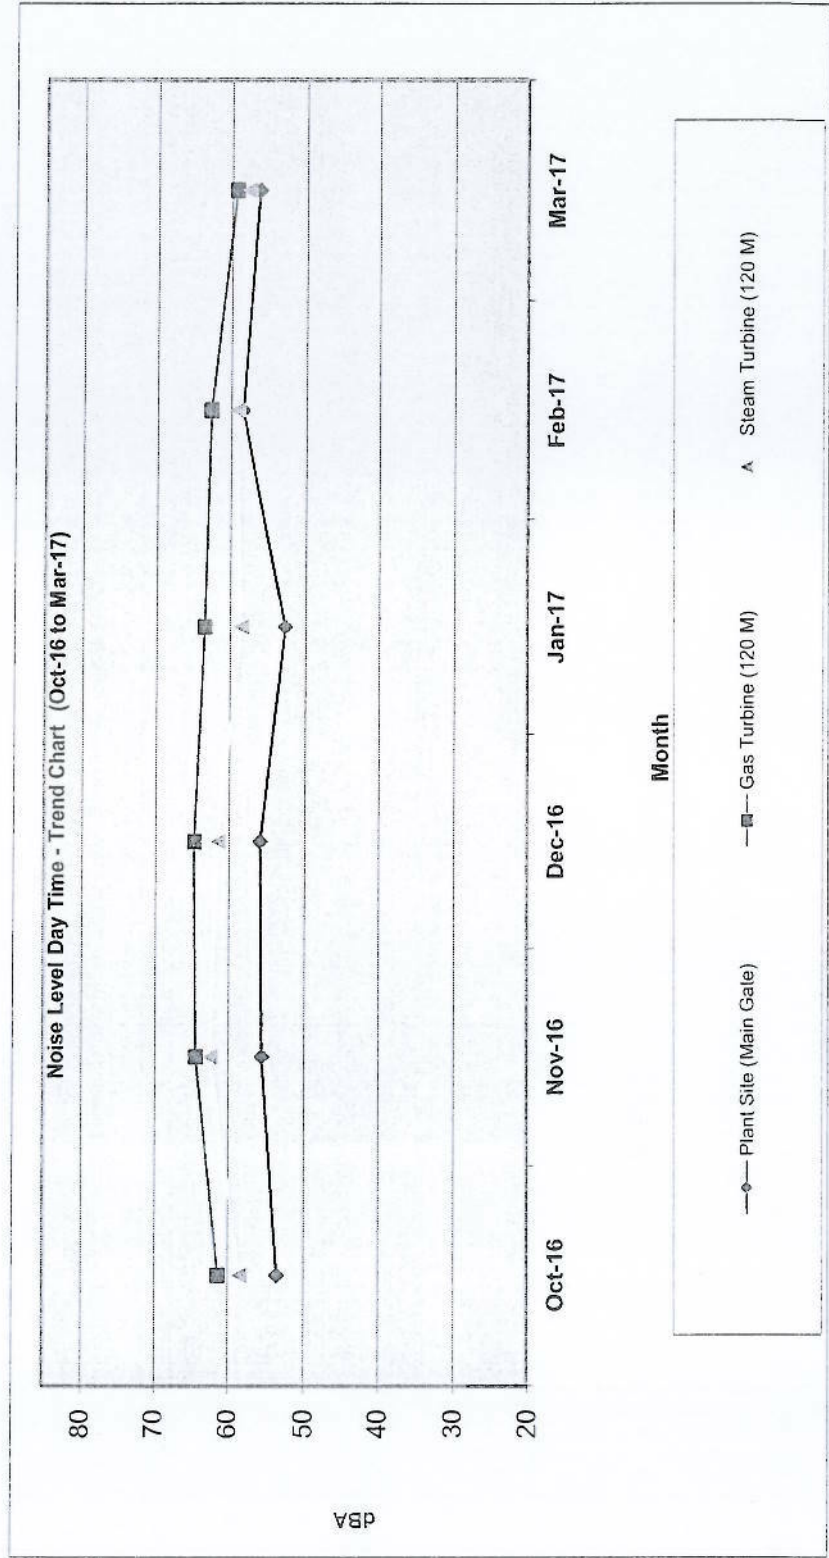 Noise Level Day Time - Trend Chart (Oct-16 to Mar-17)
dBA
80
70
60
50
40
30
20
Oct-16
Nov-16
Dec-16
Jan-17
Feb-17
Mar-17
Month
Plant Site (Main Gate)
Gas Turbine (120 M)
Steam Turbine (120 M)